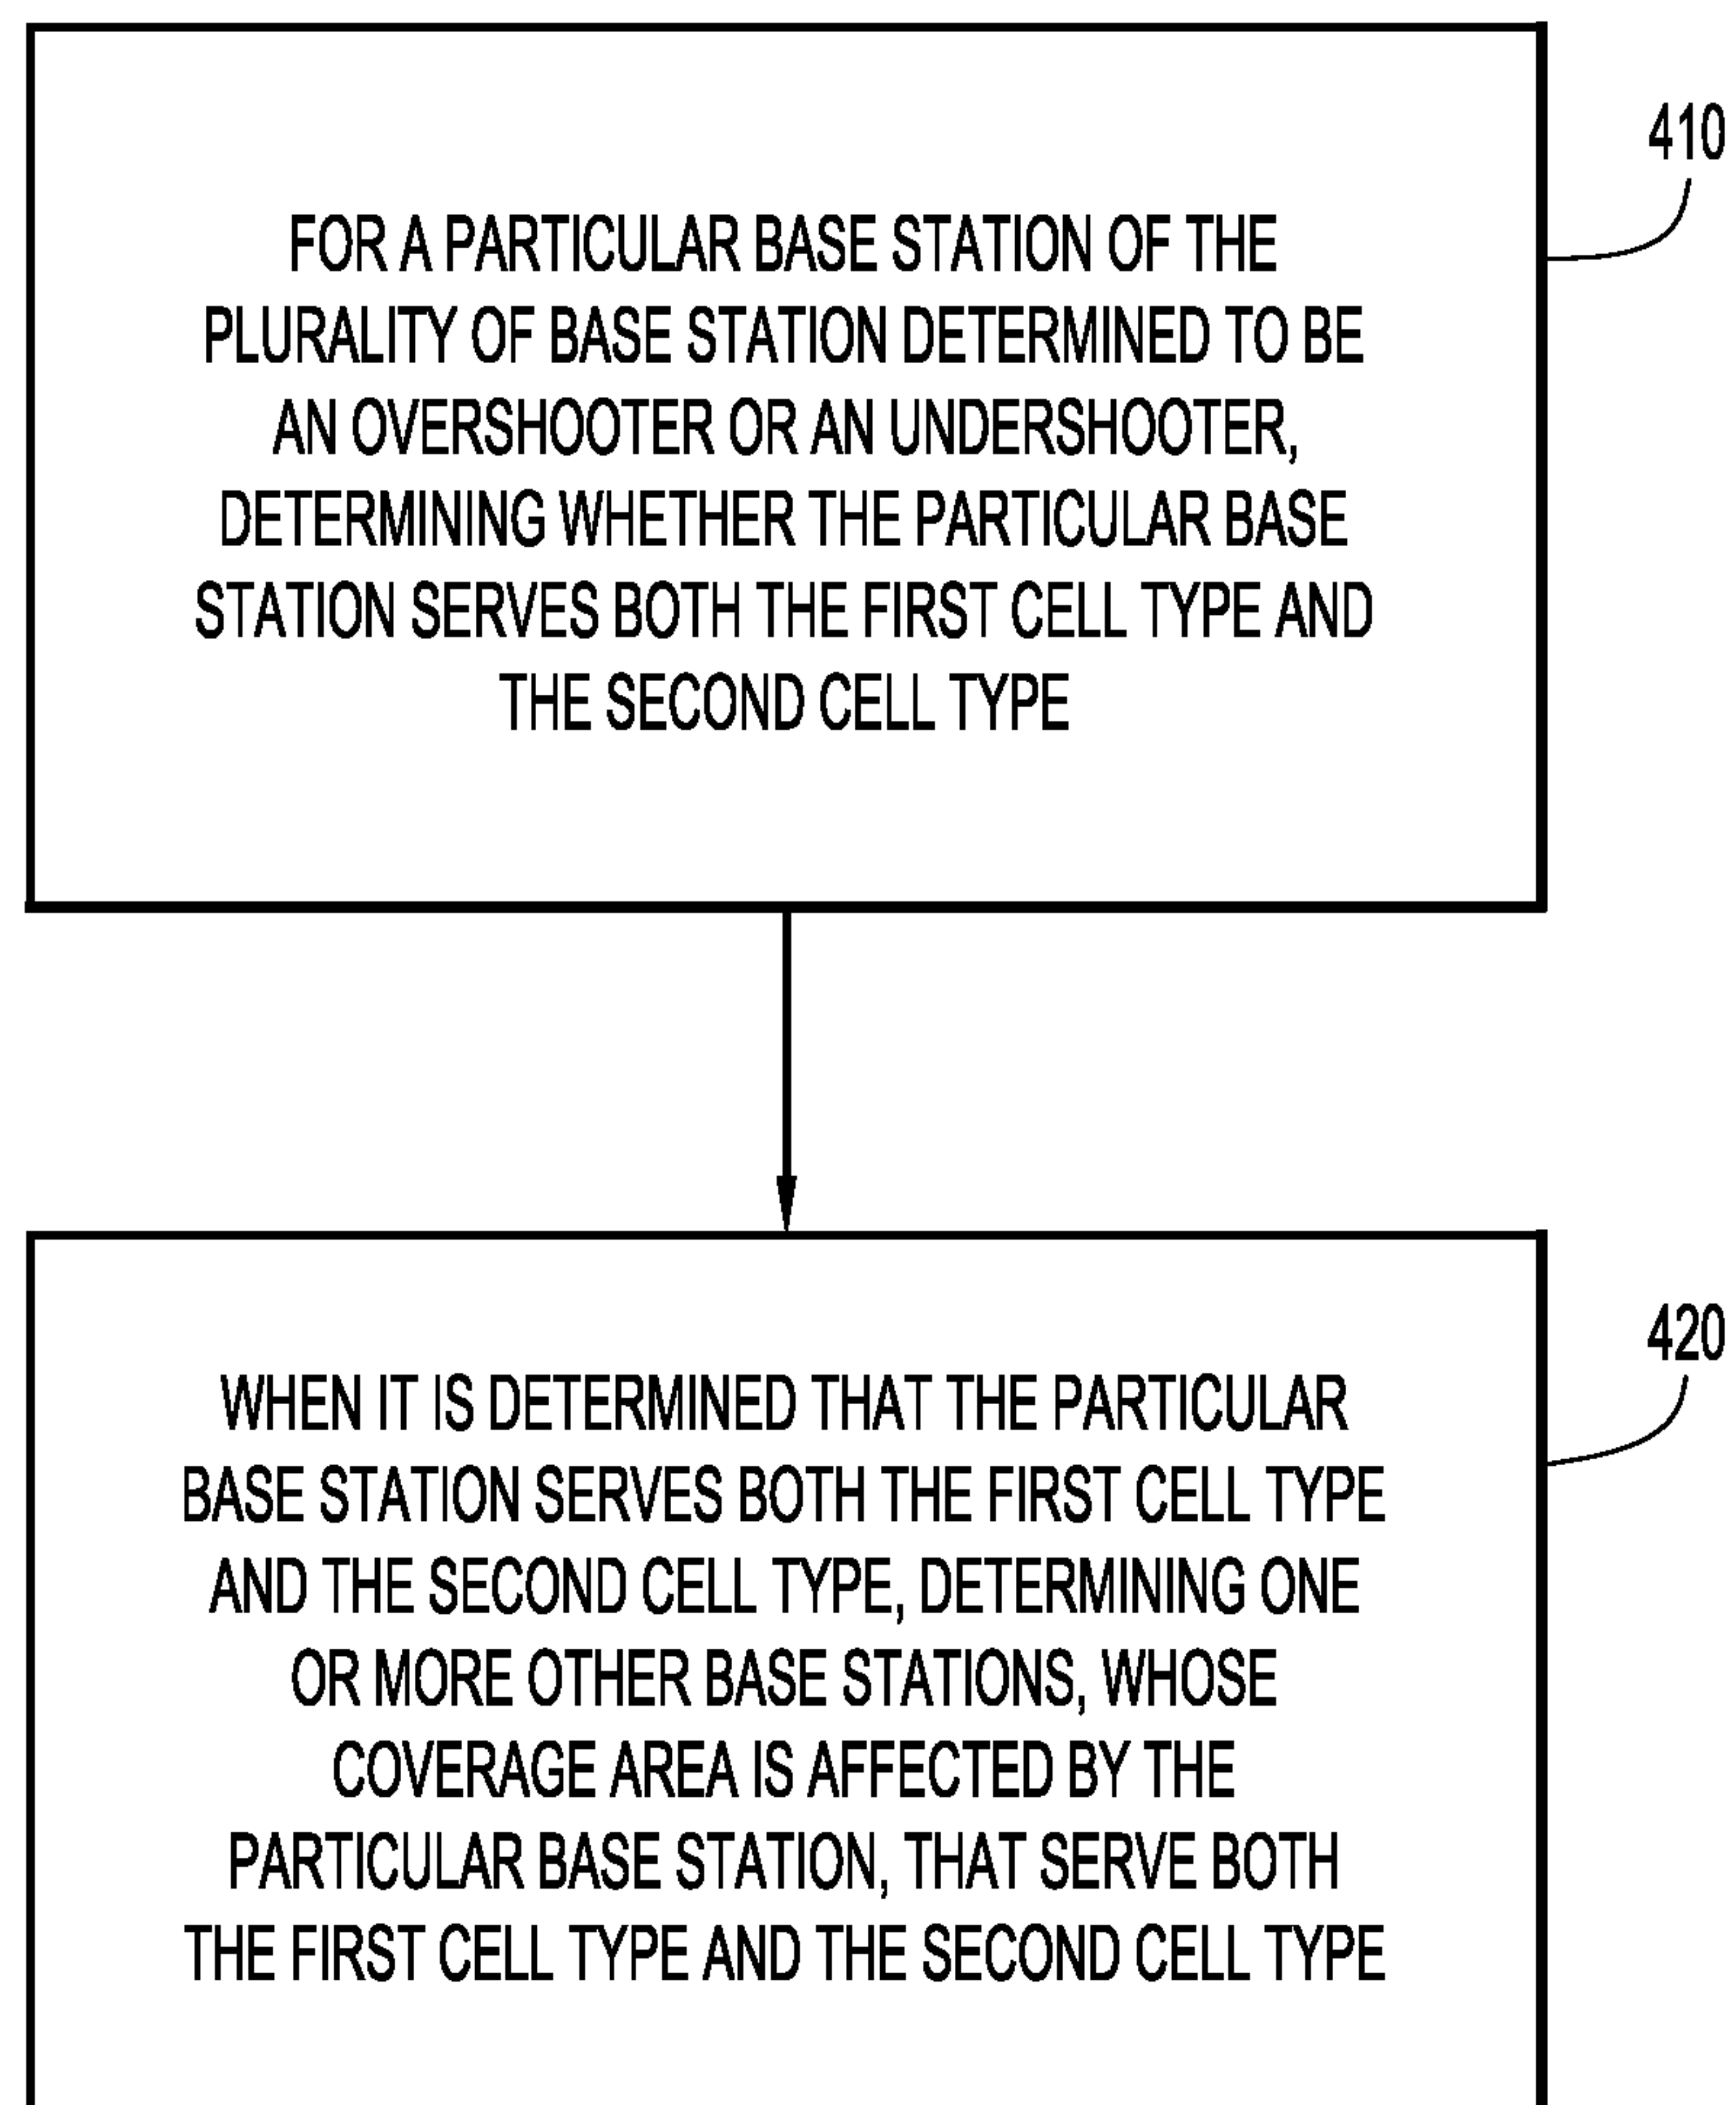 410
FOR A PARTICULAR BASE STATION OF THE
PLURALITY OF BASE STATION DETERMINED TO BE
AN OVERSHOOTER OR AN UNDERSHOOTER,
DETERMINING WHETHER THE PARTICULAR BASE
STATION SERVES BOTH THE FIRST CELL TYPE AND
THE SECOND CELL TYPE
420
WHEN IT IS DETERMINED THAT THE PARTICULAR
BASE STATION SERVES BOTH THE FIRST CELL TYPE
AND THE SECOND CELL TYPE, DETERMINING ONE
OR MORE OTHER BASE STATIONS, WHOSE
COVERAGE AREA IS AFFECTED BY THE
PARTICULAR BASE STATION, THAT SERVE BOTH
THE FIRST CELL TYPE AND THE SECOND CELL TYPE